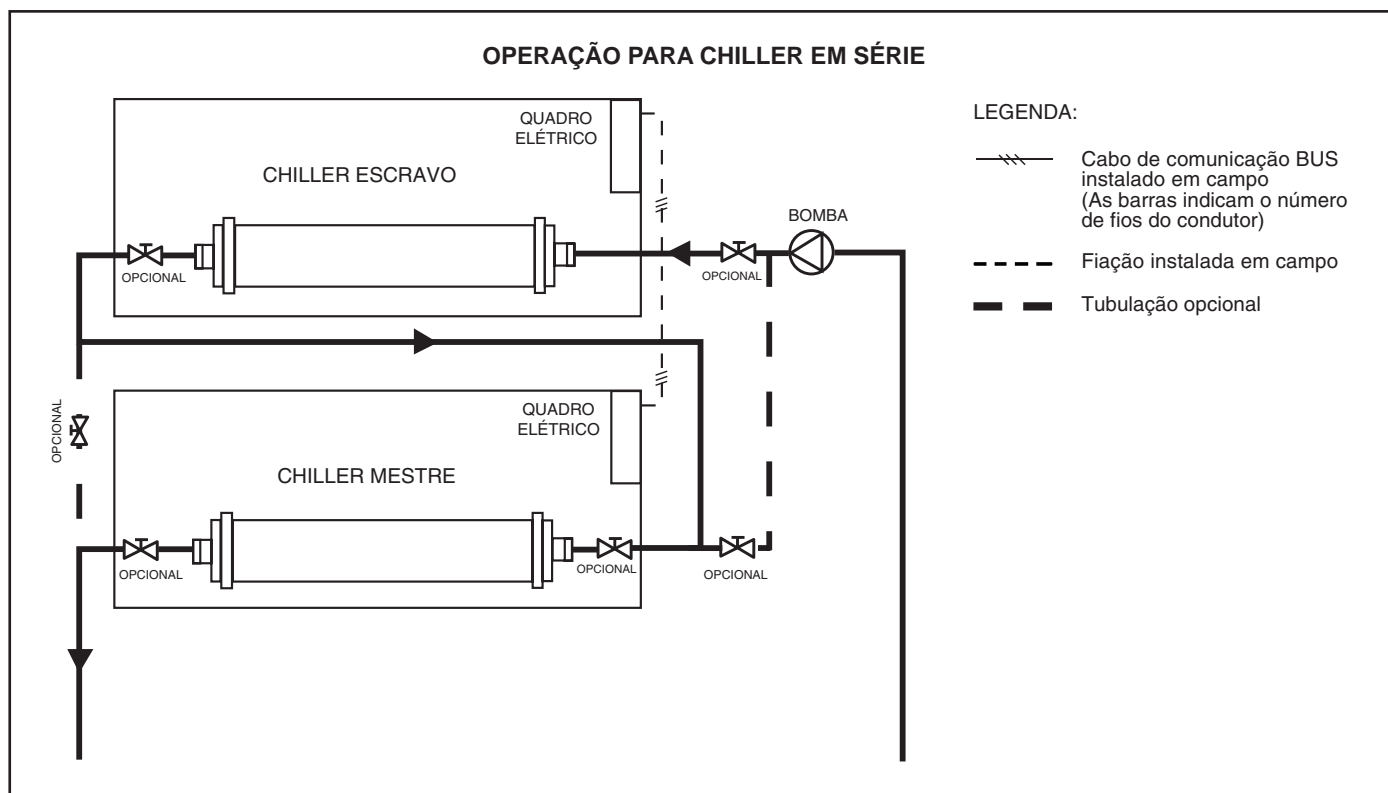 OPERAÇÃO PARA CHILLER EM SÉRIE
QUADRO
ELÉTRICO
CHILLER ESCRAVO
OPCIONAL
OPCIONAL
BOMBA
OPCIONAL
QUADRO
ELÉTRICO
CHILLER MESTRE
OPCIONAL
OPCIONAL
OPCIONAL
LEGENDA:
Cabo de comunicação BUS
instalado em campo
(As barras indicam o número
de fios do condutor)
Fiação instalada em campo
Tubulação opcional